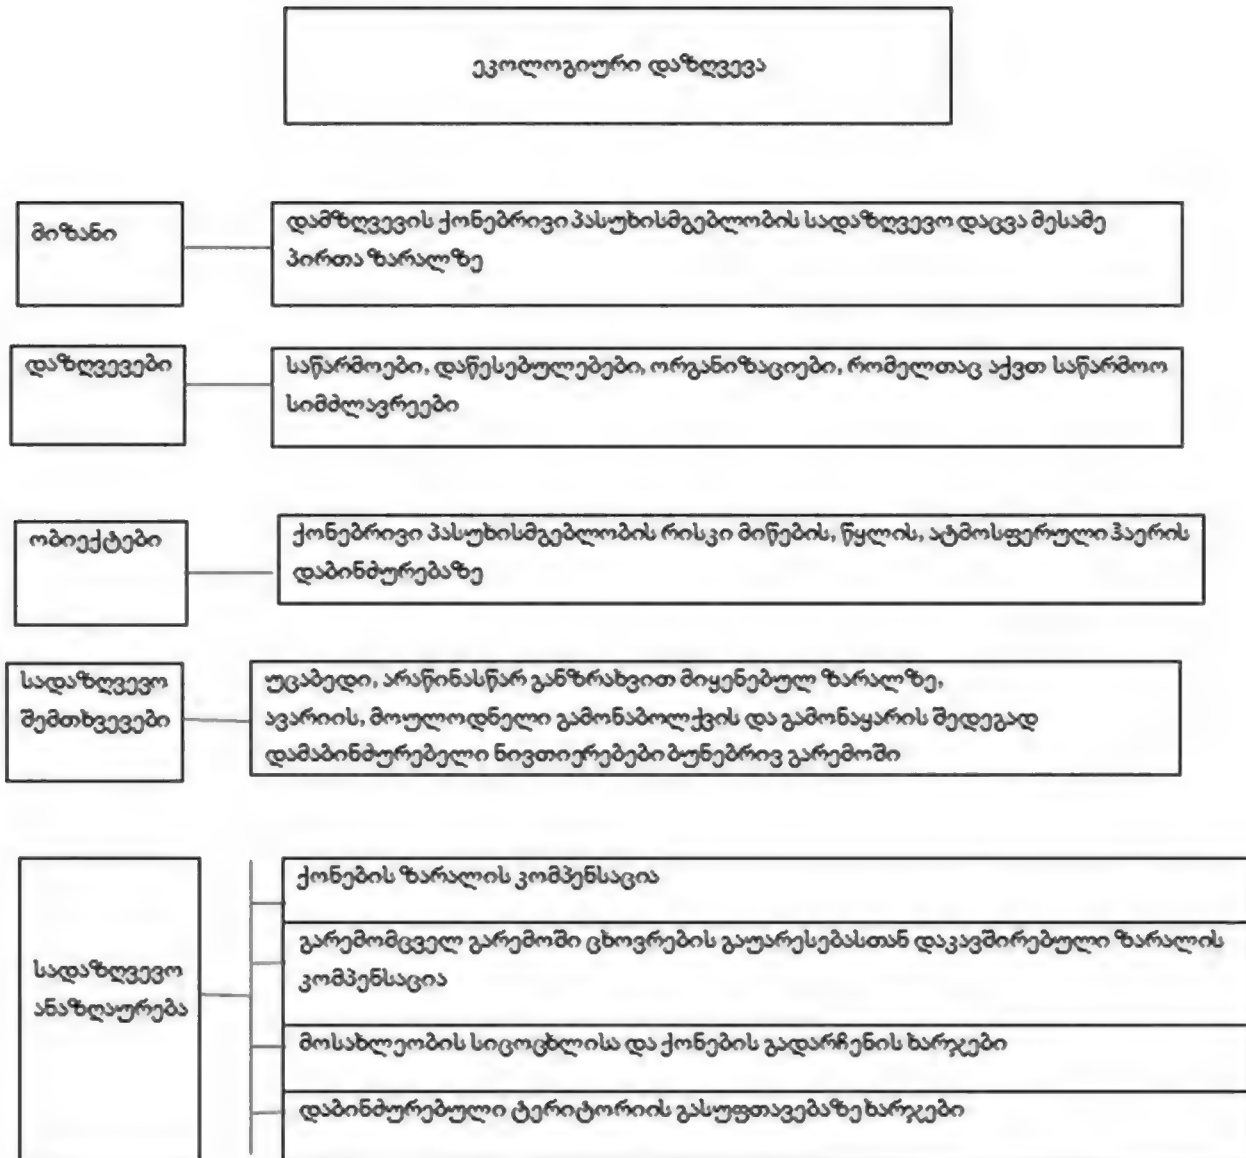 ეკოლოგიური დაზღვევა
მიზანი
დამზღვევის ქონებრივი პასუხისმგებლობის სადაზღვევო დაცვა მესამე
პირთა ზარალზე
დაზღვევები
საწარმოები, დაწესებულებები, ორგანიზაციები, რომელთაც აქვთ საწარმოო
სიმძლავრეები
ობიექტები
ქონებრივი პასუხისმგებლობის რისკი მიწების, წყლის, ატმოსფერული ჰაერის
დაბინძურებაზე
სადაზღვევო
შემთხვევები
უცაბედი, არაწინასწარ განზრახვით მიყენებულ ზარალზე,
ავარიის, მოულოდნელი გამონაბოლქვის და გამონაყარის შედეგად
დამაბინძურებელი ნივთიერებები ბუნებრივ გარემოში
სადაზღვევო
ანაზღაურება
ქონების ზარალის კომპენსაცია
გარემომცველ გარემოში ცხოვრების გაუარესებასთან დაკავშირებული ზარალის
კომპენსაცია
მოსახლეობის სიცოცხლისა და ქონების გადარჩენის ხარჯები
დაბინძურებული ტერიტორიის გასუფთავებაზე ხარჯები